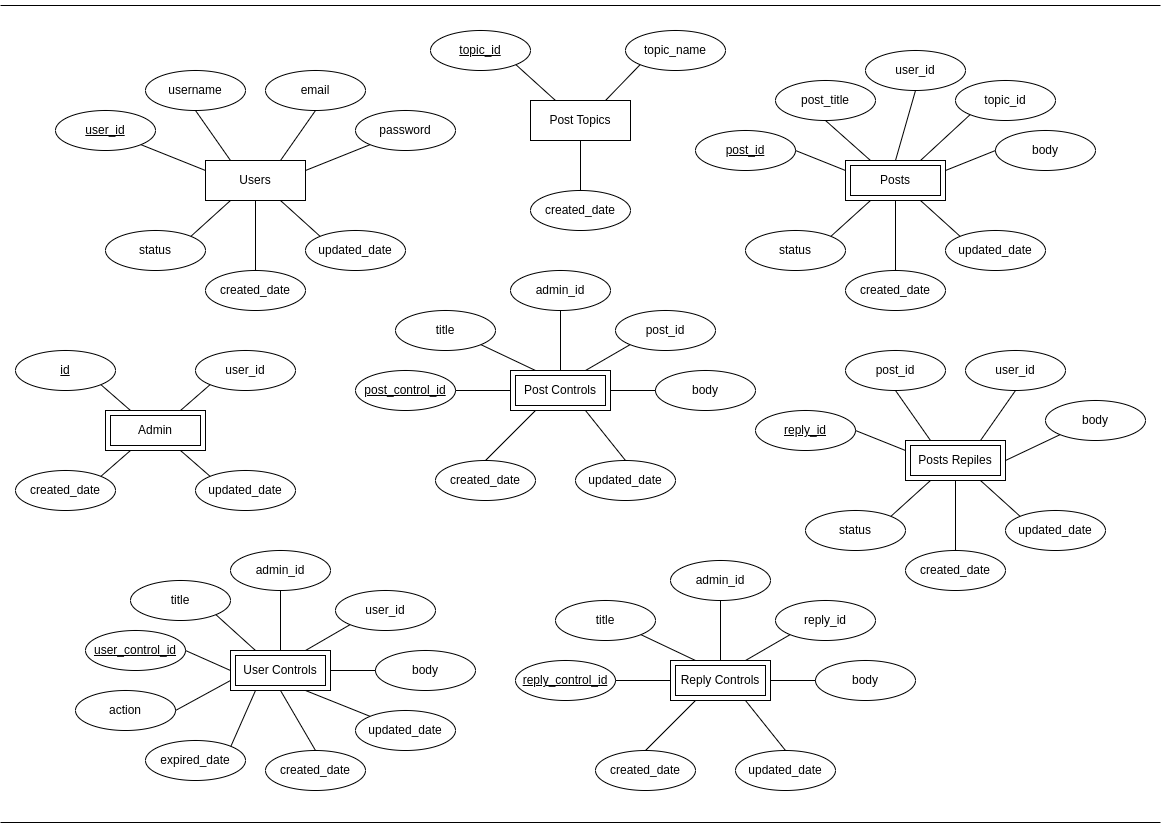 topic_id
topic_name
Post Topics
created_date
username
email
user_id
password
Users
status
updated_date
created_date
user_id
post_title
topic_id
post_id
body
Posts
status
updated_date
created_date
id
user_id
Admin
created_date
updated_date
admin_id
title
post_id
post_control_id
Post Controls
body
created_date
updated_date
post_id
user_id
reply_id
body
Posts Repiles
status
updated_date
created_date
admin_id
title
user_id
user_control_id
User Controls
body
action
updated_date
expired_date
created_date
admin_id
title
reply_id
reply_control_id
Reply Controls
body
created_date
updated_date